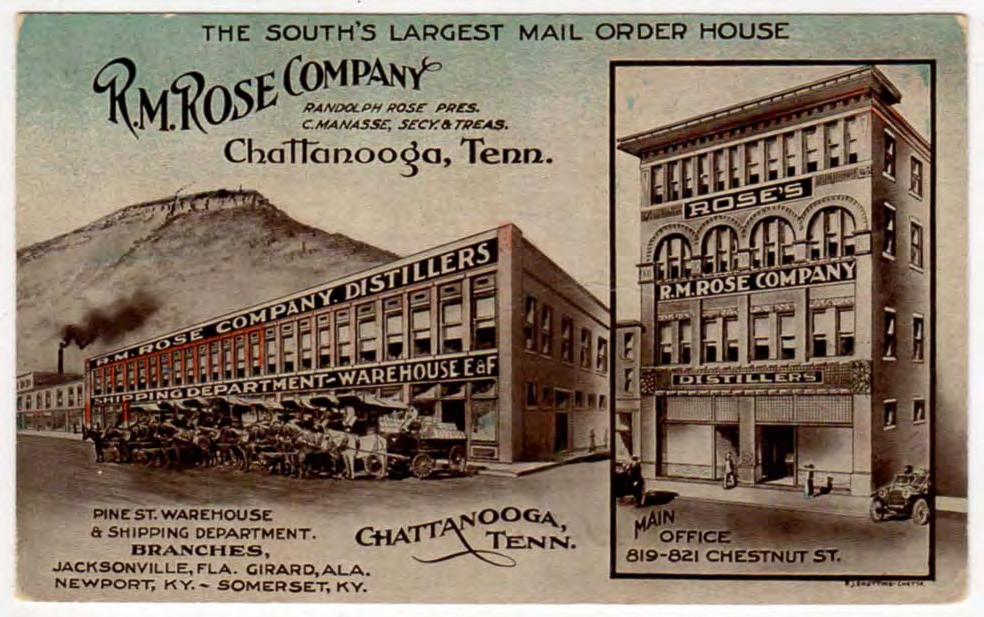 THE SOUTH'S LARGEST MAIL ORDER HOUSE
R.M. ROSE COMPANY
RANDOLPH ROSE PRES.
C. MANASSE, SECY. & TREAS.
Chattanooga, Tenn.
R.M. ROSE COMPANY. DISTILLERS
SHIPPING DEPARTMENT-WAREHOUSE E&F
PINE ST. WAREHOUSE
& SHIPPING DEPARTMENT.
BRANCHES,
JACKSONVILLE, FLA. GIRARD, ALA.
NEWPORT, KY. ~ SOMERSET, KY.
CHATTANOOGA,
TENN.
ROSE'S
R.M. ROSE COMPANY
DISTILLERS
MAIN
OFFICE
819-821 CHESTNUT ST.